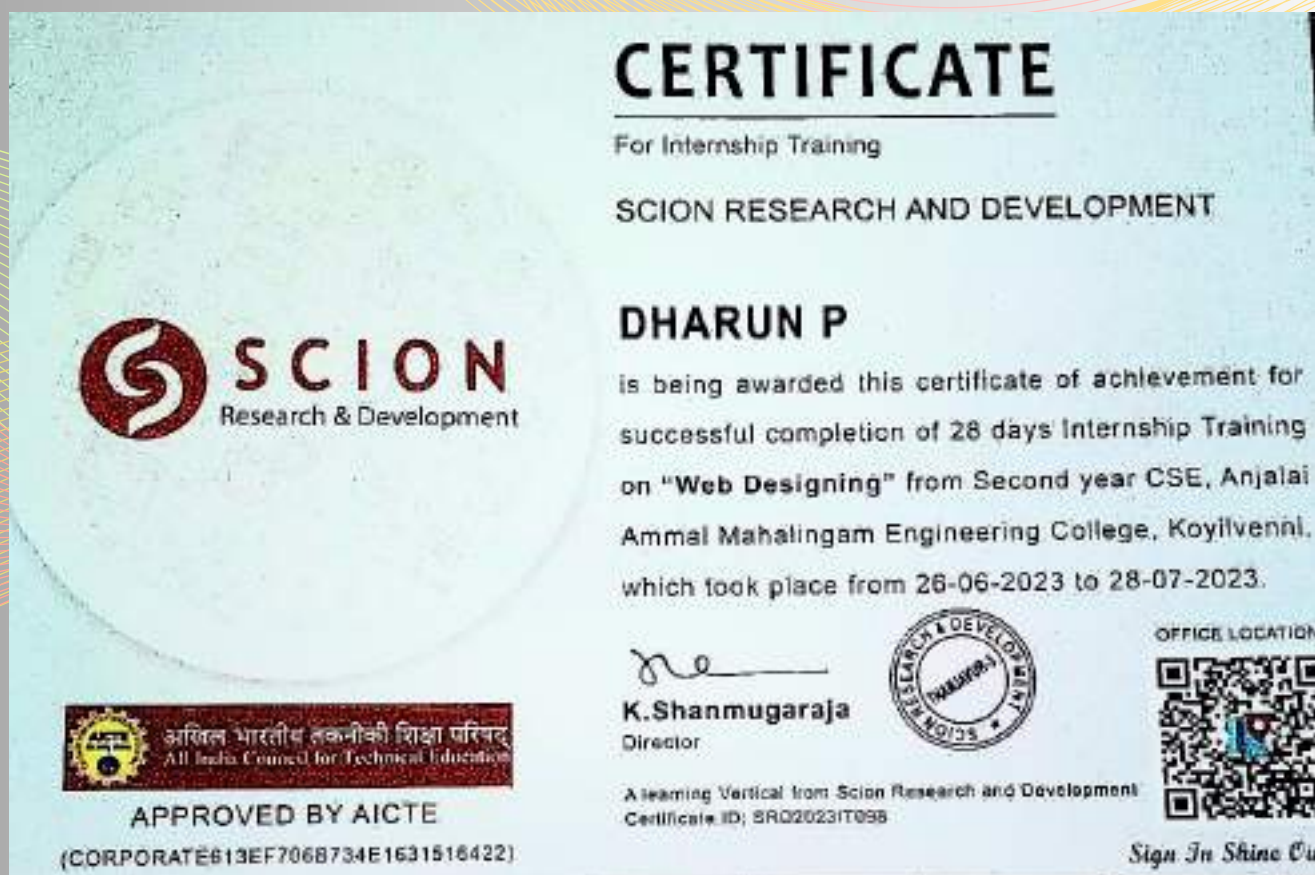 CERTIFICATE
For Internship Training
SCION RESEARCH AND DEVELOPMENT
DHARUN P
is being awarded this certificate of achievement for
successful completion of 28 days Internship Training
on "Web Designing" from Second year CSE, Anjalai
Ammal Mahalingam Engineering College, Koyilvenni.
which took place from 26-06-2023 to 28-07-2023.
K.Shanmugaraja
Director
A learning Vertical from Scion Research and Development
Certificate ID; SRD2023IT098
SCION RESEARCH & DEVELOPMENT
THANJAVUR-
OFFICE LOCATION
Sign In Shine
SCION
Research & Development
अखिल भारतीय तकनीकी शिक्षा परिषद्
All India Council for Technical Education
APPROVED BY AICTE
(CORPORATE613EF7068734E1631516422)